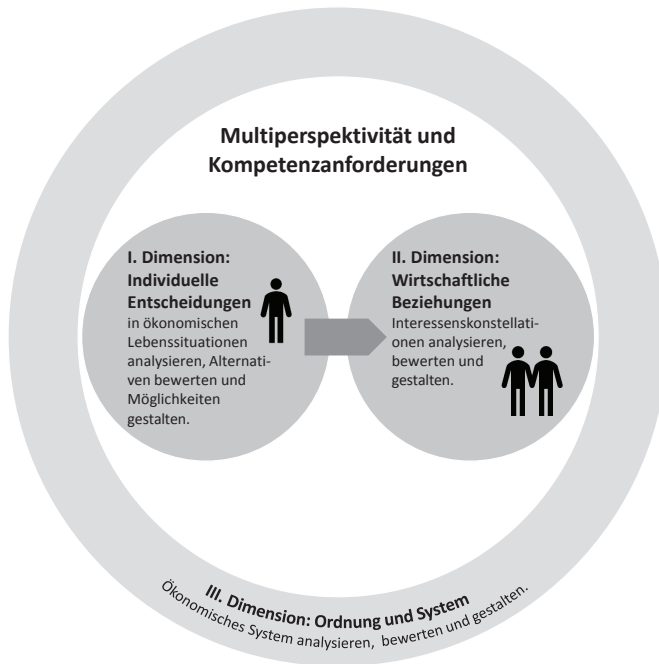 Multiperspektivität und
Kompetenzanforderungen
I. Dimension:
Individuelle
Entscheidungen
in ökonomischen
Lebenssituationen
analysieren, Alternati-
ven bewerten und
Möglichkeiten
gestalten.
II. Dimension:
Wirtschaftliche
Beziehungen
Interessenskonstellati-
onen analysieren,
bewerten und
gestalten.
III. Dimension: Ordnung und System
Ökonomisches System analysieren, bewerten und gestalten.